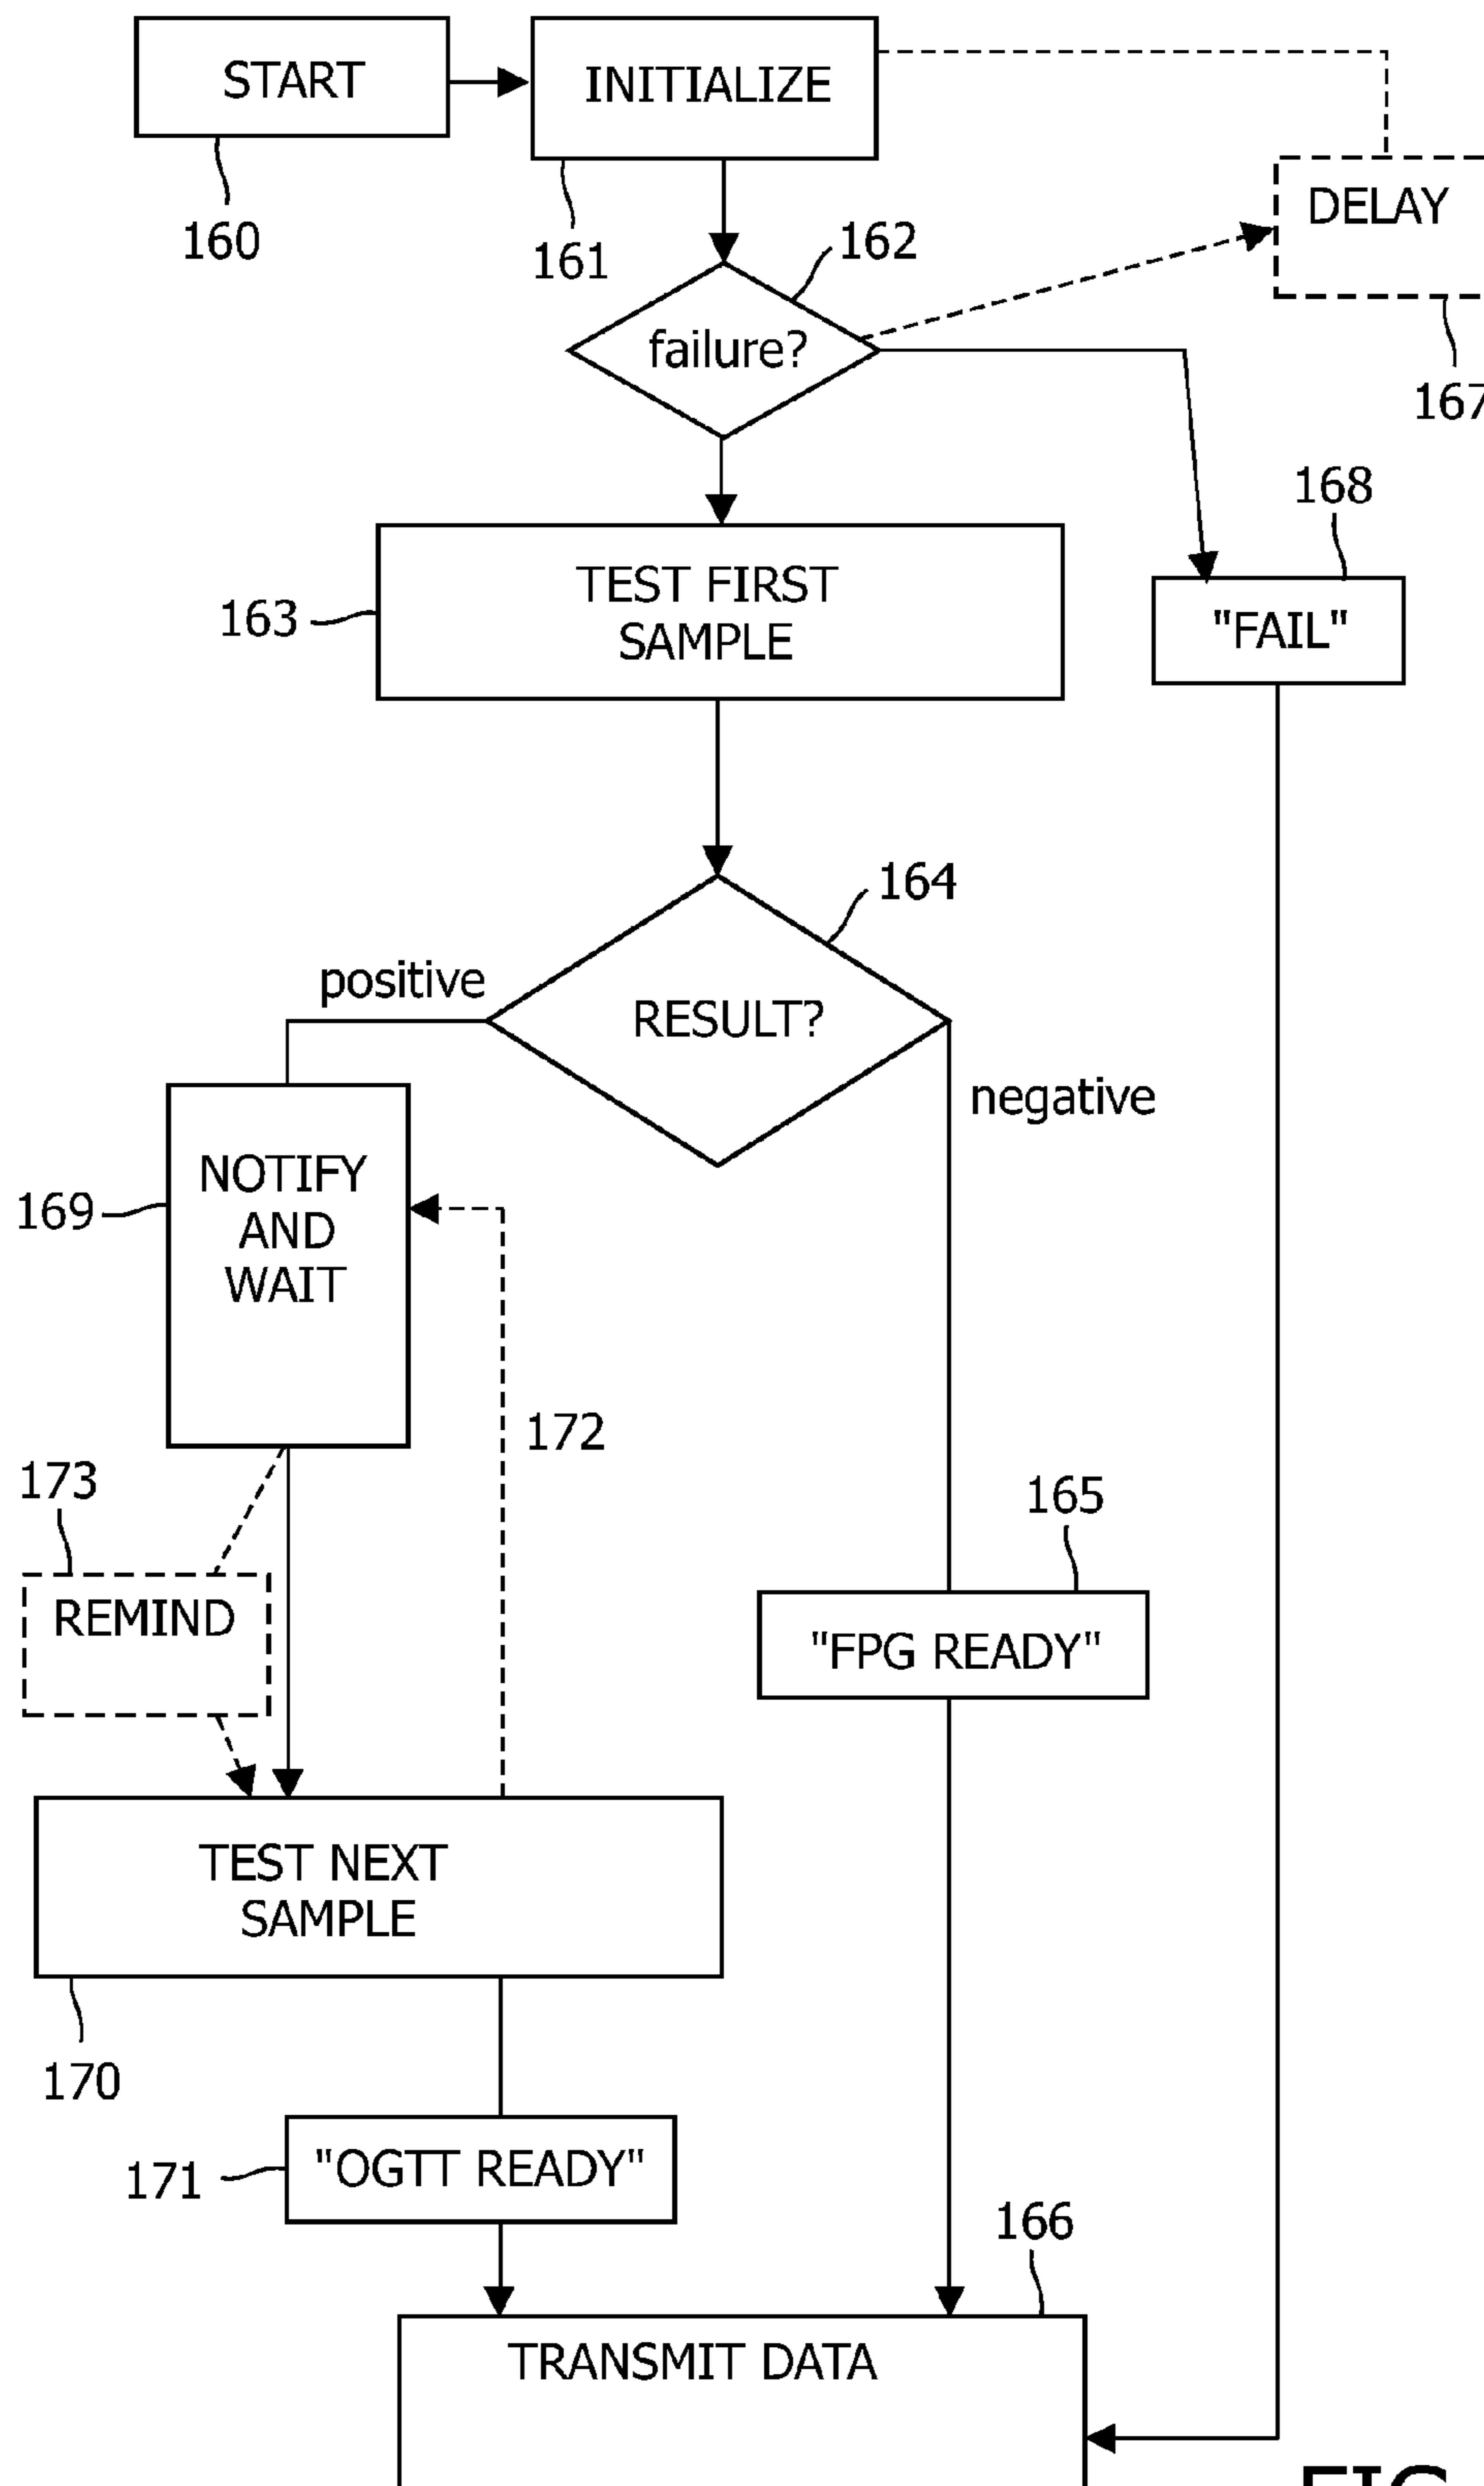 START
INITIALIZE
160
161
162
DELAY
failure?
168
163
TEST FIRST
SAMPLE
"FAIL"
164
positive
RESULT?
negative
169
NOTIFY
AND
WAIT
172
173
165
REMIND
"FPG READY"
TEST NEXT
SAMPLE
170
171
"OGTT READY"
166
TRANSMIT DATA